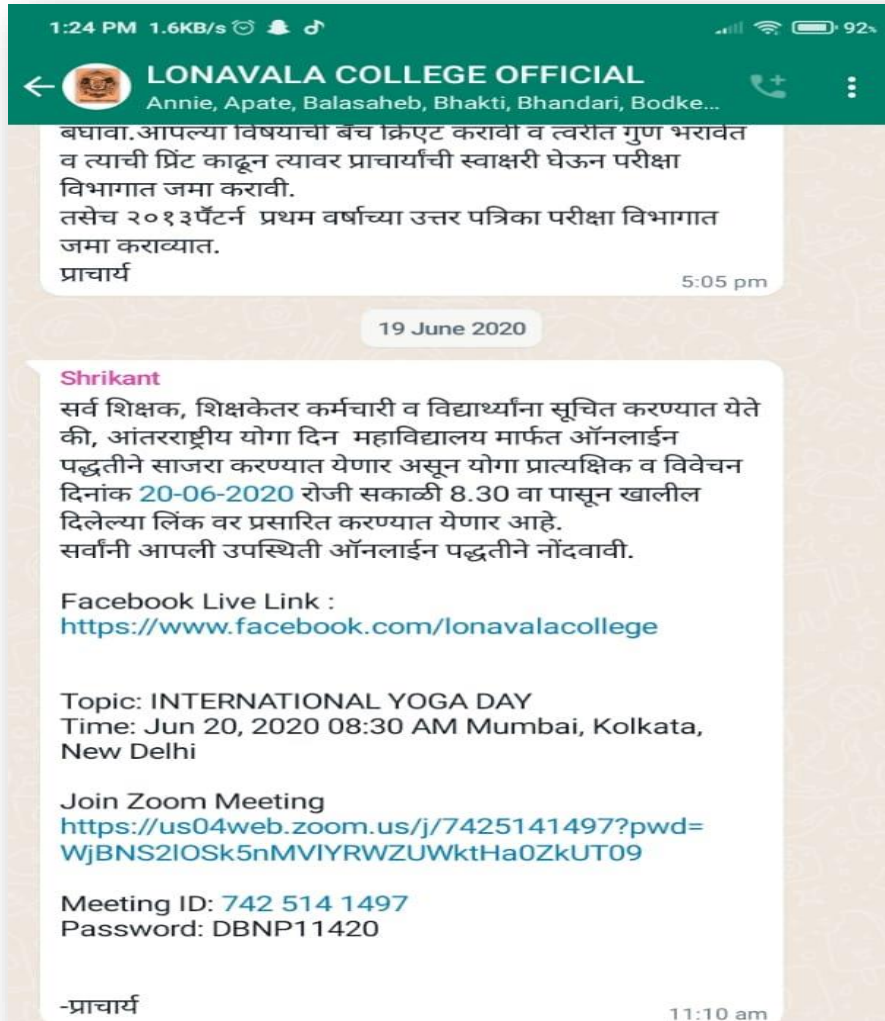 1:24 PM 1.6KB/s 92%
LONAVALA COLLEGE OFFICIAL
Annie, Apate, Balasaheb, Bhakti, Bhandari, Bodke...
बघावा.आपल्या विषयाची बॅच क्रिएट करावी व त्वरीत गुण भरावेत
व त्याची प्रिंट काढून त्यावर प्राचार्यांची स्वाक्षरी घेऊन परीक्षा
विभागात जमा करावी.
तसेच २०१३पॅटर्न प्रथम वर्षाच्या उत्तर पत्रिका परीक्षा विभागात
जमा कराव्यात.
प्राचार्य
5:05 pm
19 June 2020
Shrikant
सर्व शिक्षक, शिक्षकेतर कर्मचारी व विद्यार्थ्यांना सूचित करण्यात येते
की, आंतरराष्ट्रीय योगा दिन महाविद्यालय मार्फत ऑनलाईन
पद्धतीने साजरा करण्यात येणार असून योगा प्रात्यक्षिक व विवेचन
दिनांक 20-06-2020 रोजी सकाळी 8.30 वा पासून खालील
दिलेल्या लिंक वर प्रसारित करण्यात येणार आहे.
सर्वांनी आपली उपस्थिती ऑनलाईन पद्धतीने नोंदवावी.
Facebook Live Link :
https://www.facebook.com/lonavalacollege
Topic: INTERNATIONAL YOGA DAY
Time: Jun 20, 2020 08:30 AM Mumbai, Kolkata,
New Delhi
Join Zoom Meeting
https://us04web.zoom.us/j/7425141497?pwd=
WjBNS2lOSk5nMVlYRWZUWktHa0ZkUT09
Meeting ID: 742 514 1497
Password: DBNP11420
-प्राचार्य
11:10 am